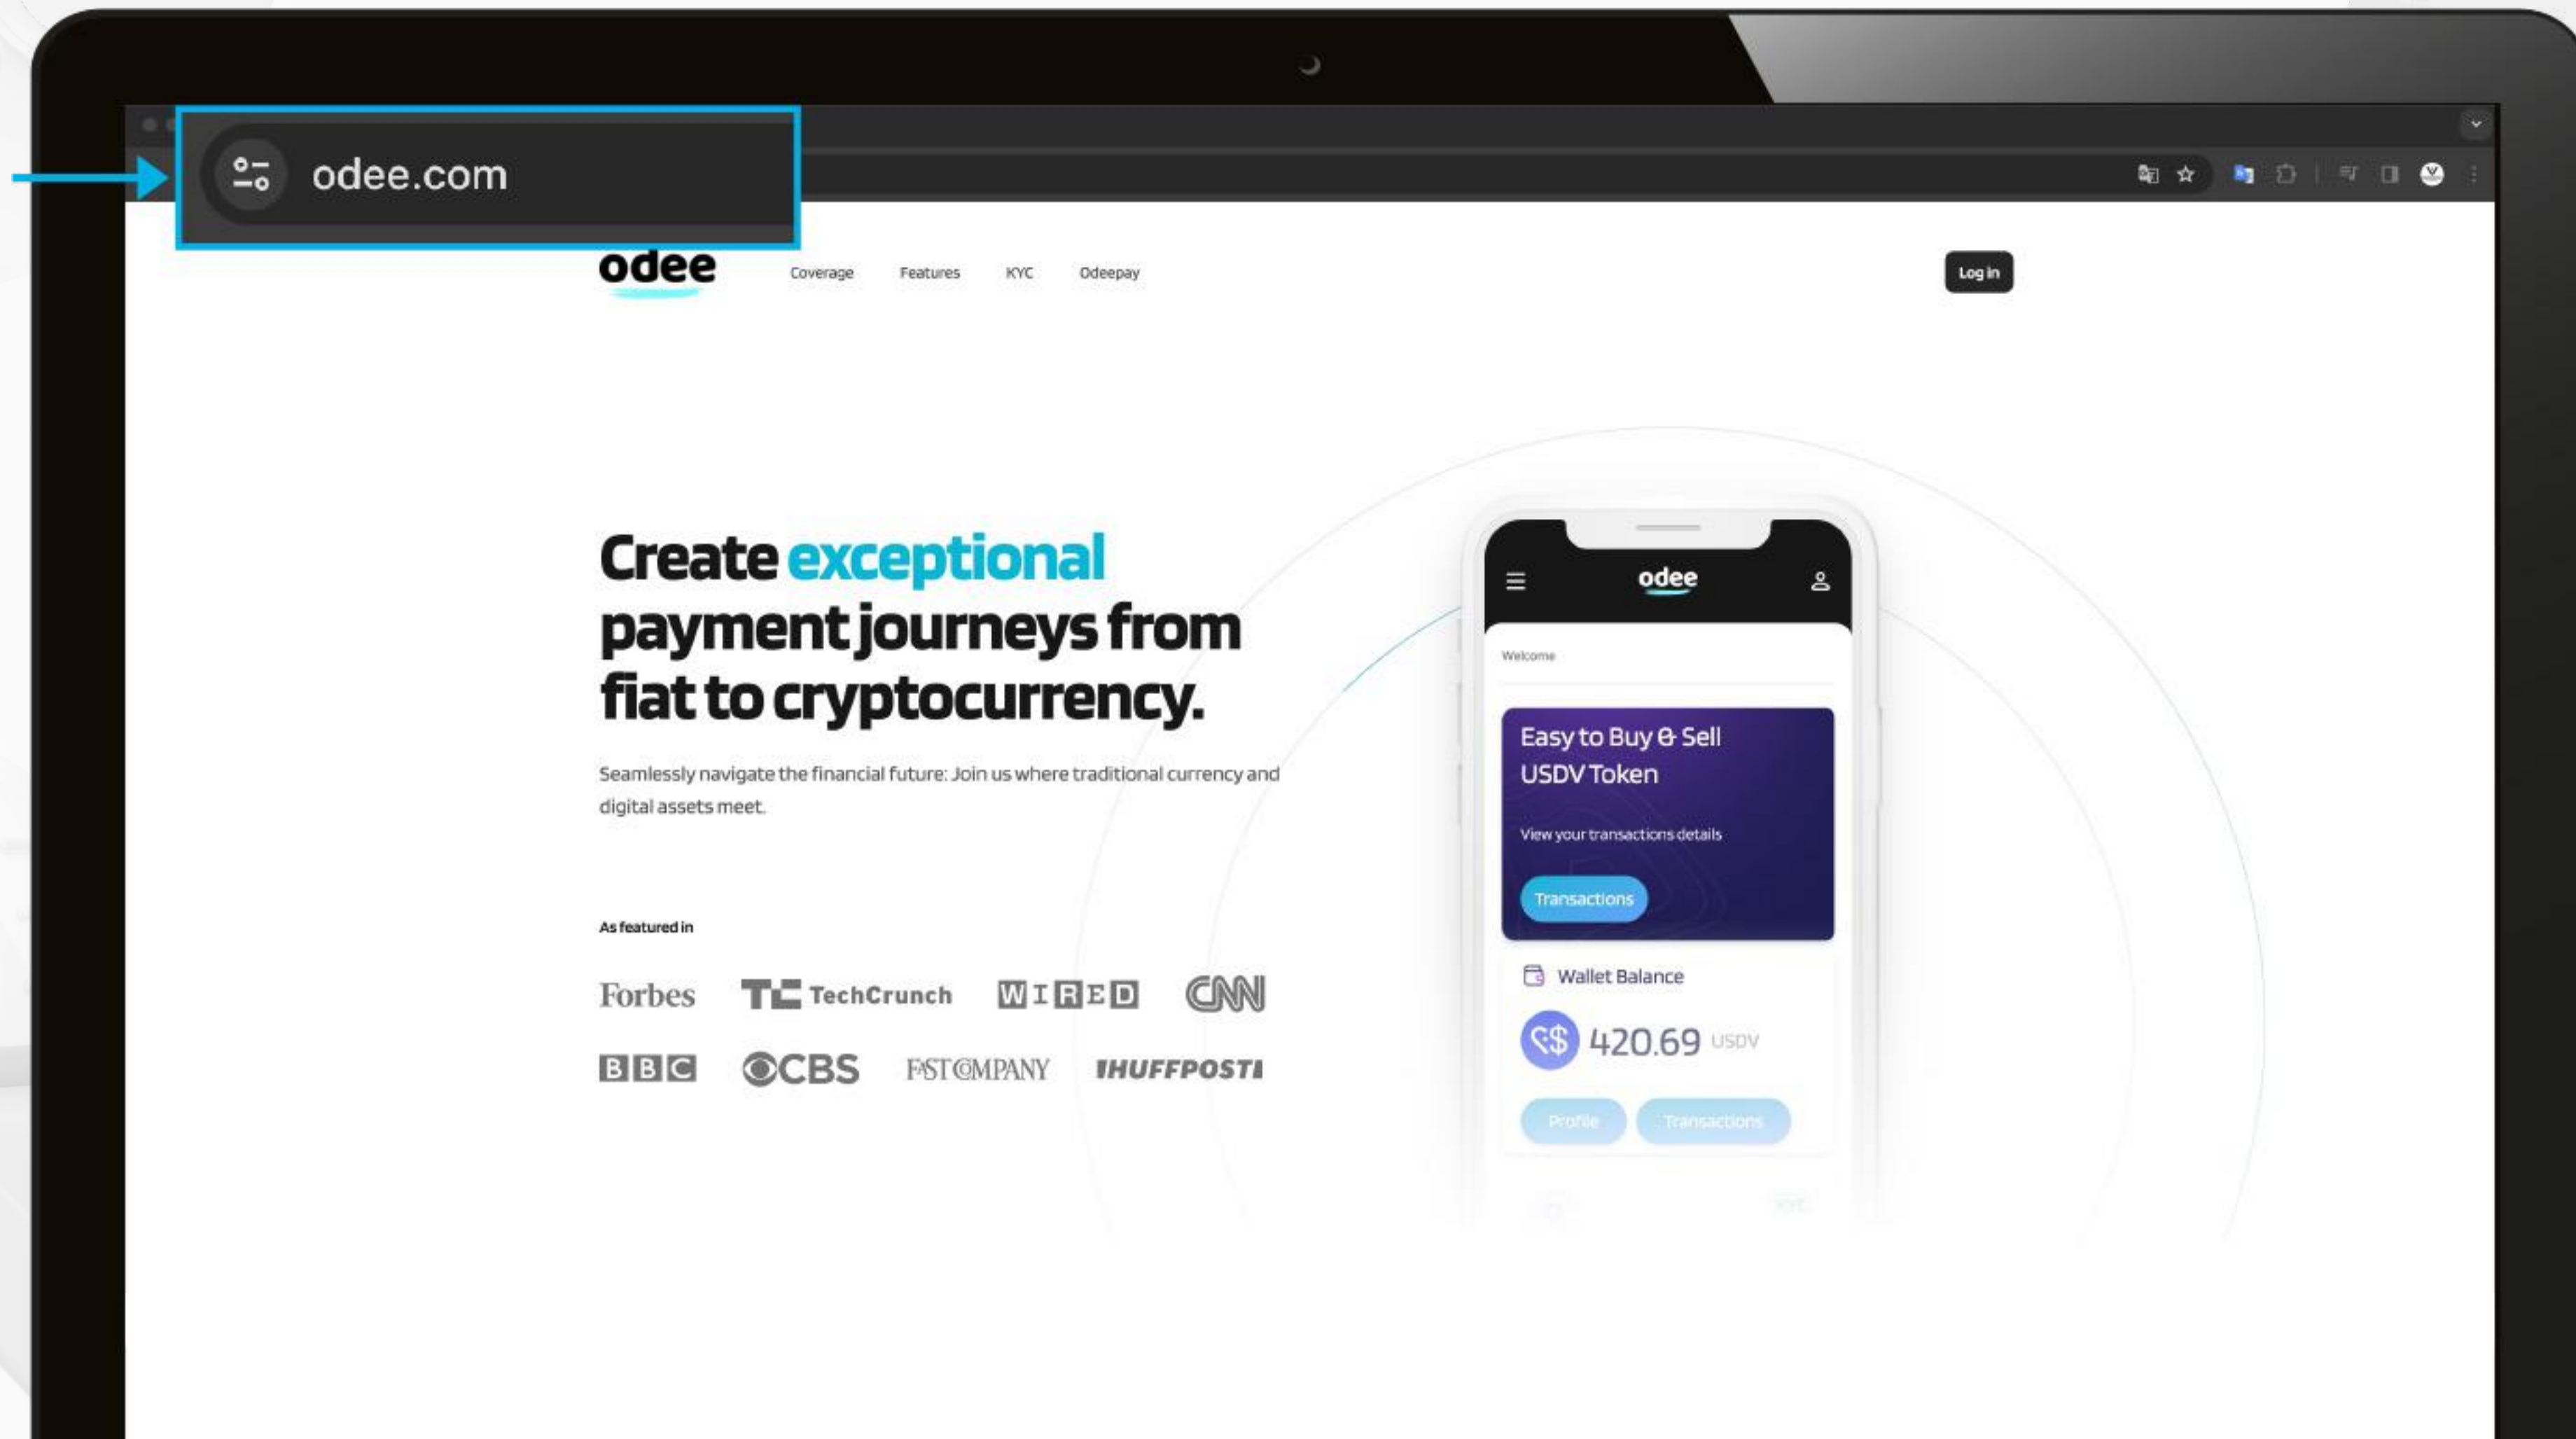 odee.com
odee
Coverage
Features
KYC
Odeepay
Log in
Create exceptional
payment journeys from
fiat to cryptocurrency.
Seamlessly navigate the financial future: Join us where traditional currency and
digital assets meet.
As featured in
Forbes
TC TechCrunch
WIRED
CNN
BBC
CBS
FAST COMPANY
HUFFPOST
odee
Welcome
Easy to Buy & Sell
USDV Token
View your transactions details
Transactions
Wallet Balance
420.69 USDV
Profile
Transactions
KYC